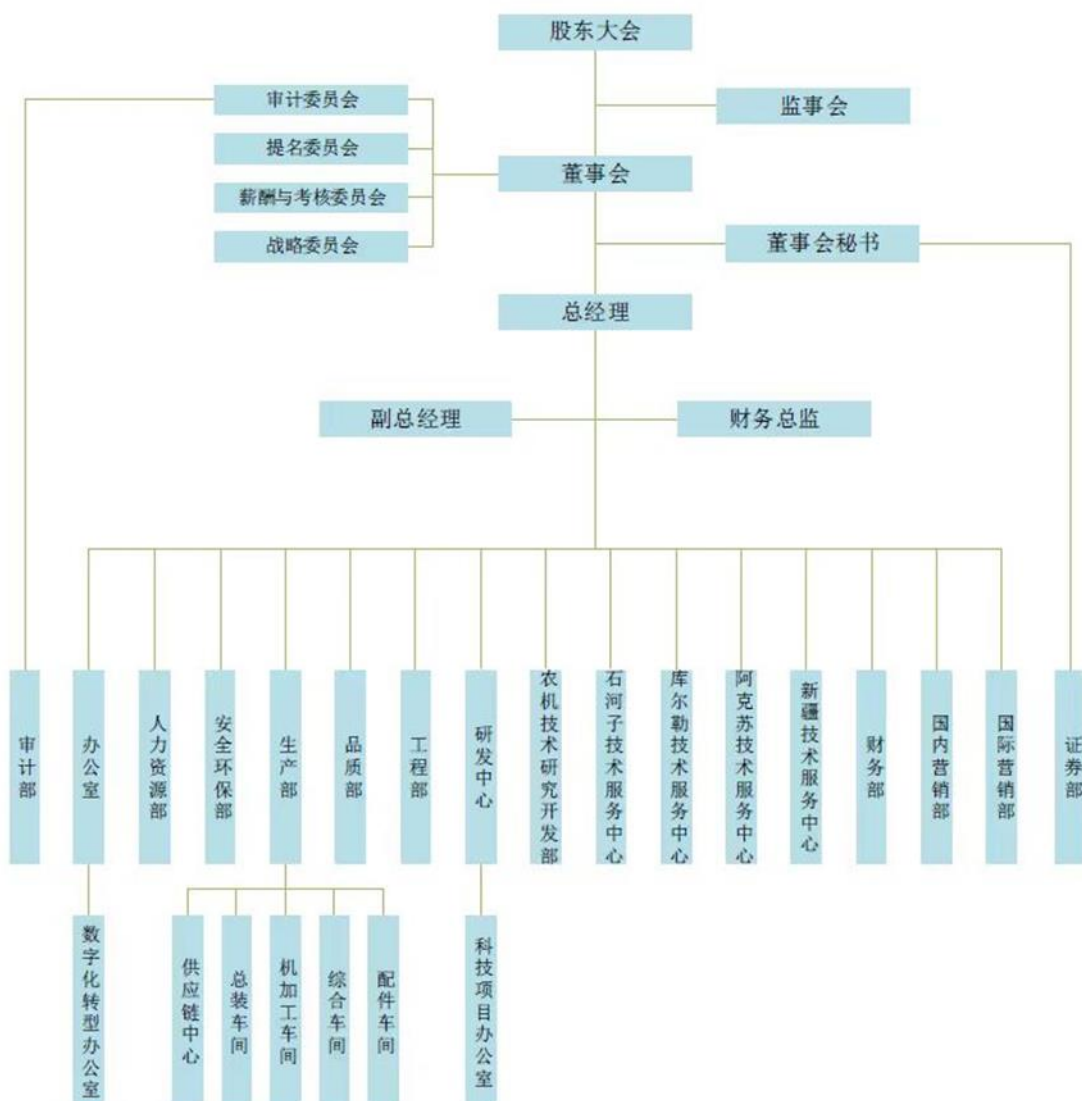 股东大会
审计委员会
监事会
提名委员会
董事会
薪酬与考核委员会
战略委员会
董事会秘书
总经理
副总经理
财务总监
审计部
办公室
人力资源部
安全环保部
生产部
品质部
工程部
研发中心
农机技术研究开发部
石河子技术服务中心
库尔勒技术服务中心
阿克苏技术服务中心
新疆技术服务中心
财务部
国内营销部
国际营销部
证券部
数字化转型办公室
供应链中心
总装车间
机加工车间
综合车间
配件车间
科技项目办公室